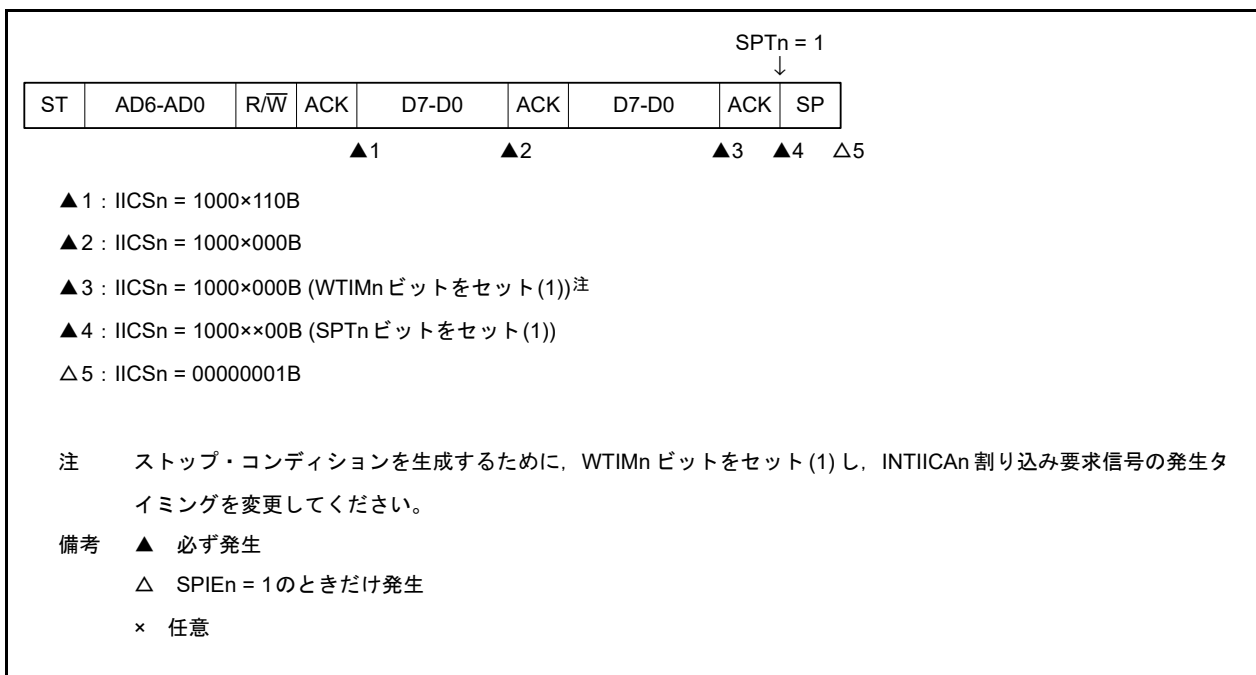 SPTn = 1
↓
ST AD6-AD0 R/W̅ ACK D7-D0 ACK D7-D0 ACK SP
▲1 ▲2 ▲3 ▲4 △5
▲1：IICSn = 1000×110B
▲2：IICSn = 1000×000B
▲3：IICSn = 1000×000B (WTIMnビットをセット(1))注
▲4：IICSn = 1000××00B (SPTnビットをセット(1))
△5：IICSn = 00000001B
注 ストップ・コンディションを生成するために，WTIMn ビットをセット(1)し，INTIICAn 割り込み要求信号の発生タ
イミングを変更してください。
備考 ▲ 必ず発生
△ SPIEn = 1のときだけ発生
× 任意